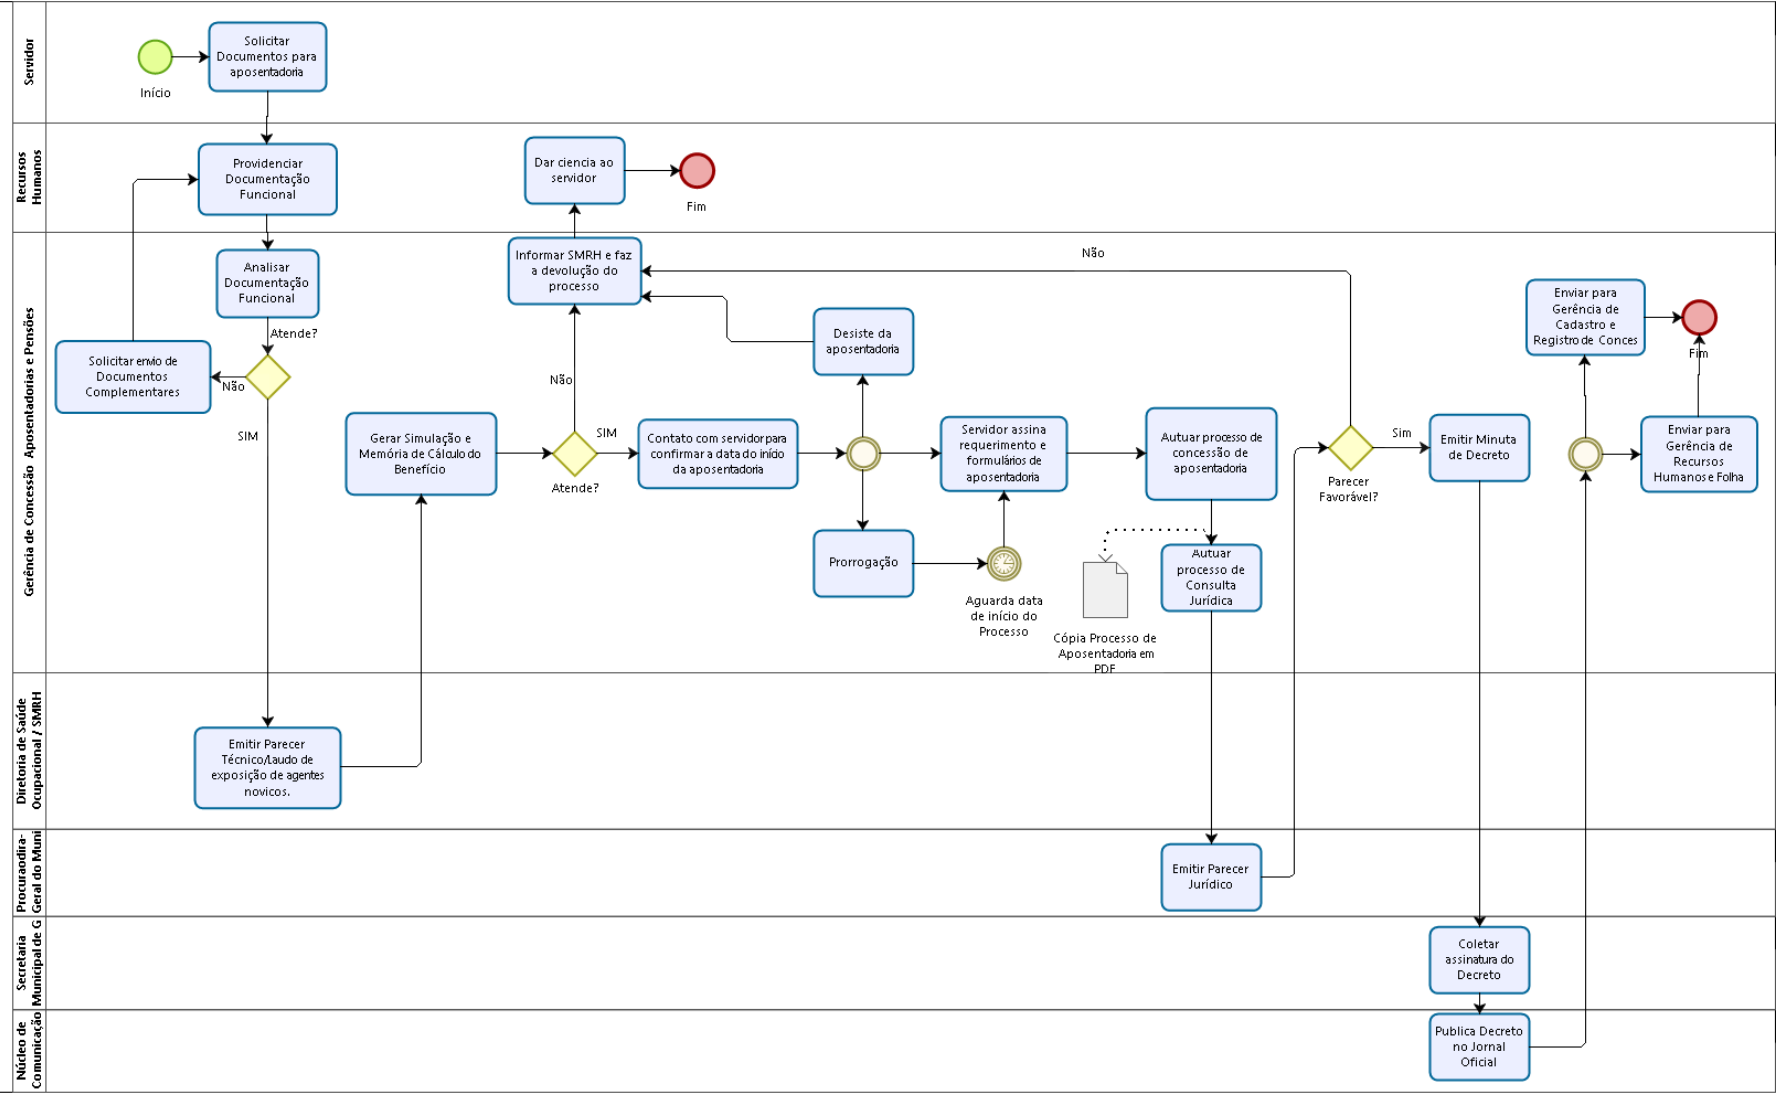 Servidor
Início
Solicitar
Documentos para
aposentadoria
Recursos
Humanos
Providenciar
Documentação
Funcional
Dar ciencia ao
servidor
Fim
Gerência de Concessão  Aposentadorias e Pensões
Analisar
Documentação
Funcional
Atende?
Solicitar envio de
Documentos
Complementares
Não
SIM
Informar SMRH e faz
a devolução do
processo
Não
Desiste da
aposentadoria
Gerar Simulação e
Memória de Cálculo do
Benefício
Não
Atende?
SIM
Contato com servidor para
confirmar a data do início
da aposentadoria
Prorrogação
Aguarda data
de início do
Processo
Servidor assina
requerimento e
formulários de
aposentadoria
Autuar processo de
concessão de
aposentadoria
Cópia Processo de
Aposentadoria em
PDF
Autuar
processo de
Consulta
Jurídica
Parecer
Favorável?
Sim
Emitir Minuta
de Decreto
Enviar para
Gerência de
Cadastro e
Registro de Conces
Fim
Enviar para
Gerência de
Recursos
Humanos e Folha
Diretoria de Saúde
Ocupacional / SMRH
Emitir Parecer
Técnico/Laudo de
exposição de agentes
novicos.
Procuraodira-
Geral do Muni
Emitir Parecer
Jurídico
Secretaria
Municipal de G
Coletar
assinatura do
Decreto
Núcleo de
Comunicação
Publica Decreto
no Jornal
Oficial